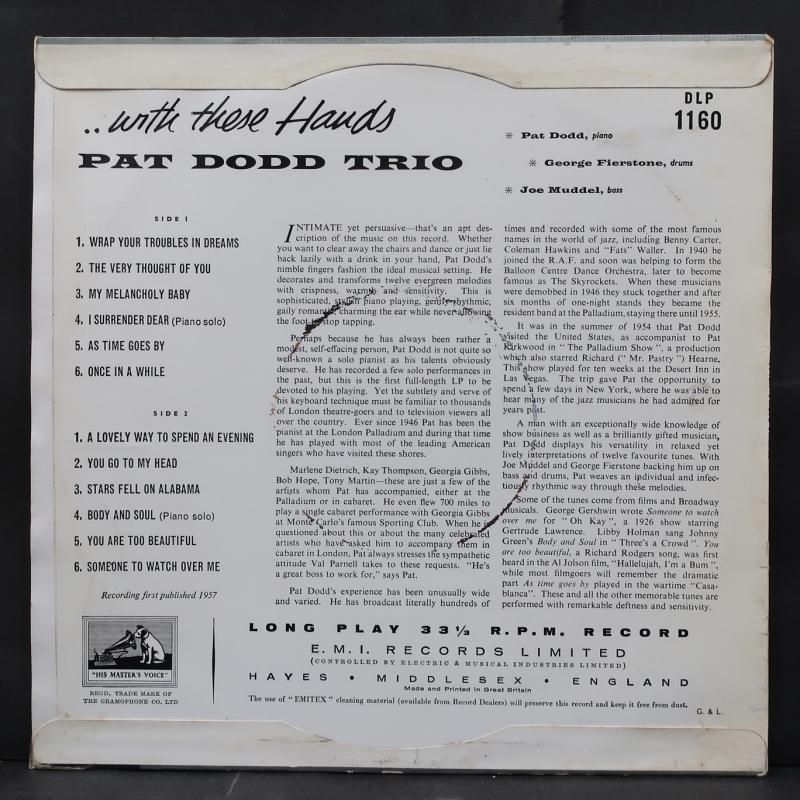 ..with these Hands
PAT DODD TRIO
DLP
1160
* Pat Dodd, piano
* George Fierstone, drums
* Joe Muddel, bass
SIDE 1
1. WRAP YOUR TROUBLES IN DREAMS
2. THE VERY THOUGHT OF YOU
3. MY MELANCHOLY BABY
4. I SURRENDER DEAR (Piano solo)
5. AS TIME GOES BY
6. ONCE IN A WHILE
SIDE 2
1. A LOVELY WAY TO SPEND AN EVENING
2. YOU GO TO MY HEAD
3. STARS FELL ON ALABAMA
4. BODY AND SOUL (Piano solo)
5. YOU ARE TOO BEAUTIFUL
6. SOMEONE TO WATCH OVER ME
Recording first published 1957
INTIMATE yet persuasive—that's an apt des-
cription of the music on this record. Whether
you want to clear away the chairs and dance or just lie
back lazily with a drink in your hand, Pat Dodd's
nimble fingers fashion the ideal musical setting. He
decorates and transforms twelve evergreen melodies
with crispness, warmth and sensitivity. This is
sophisticated, stylish piano playing, gently rhythmic,
gaily romantic, charming the ear while never allowing
the foot to stop tapping.
Perhaps because he has always been rather a
modest, self-effacing person, Pat Dodd is not quite so
well-known a solo pianist as his talents obviously
deserve. He has recorded a few solo performances in
the past, but this is the first full-length LP to be
devoted to his playing. Yet the subtlety and verve of
his keyboard technique must be familiar to thousands
of London theatre-goers and to television viewers all
over the country. Ever since 1946 Pat has been the
pianist at the London Palladium and during that time
he has played with most of the leading American
singers who have visited these shores.
Marlene Dietrich, Kay Thompson, Georgia Gibbs,
Bob Hope, Tony Martin—these are just a few of the
artists whom Pat has accompanied, either at the
Palladium or in cabaret. He even flew 700 miles to
play a single cabaret performance with Georgia Gibbs
at Monte Carlo's famous Sporting Club. When he is
questioned about this or about the many celebrated
artists who have asked him to accompany them in
cabaret in London, Pat always stresses the sympathetic
attitude Val Parnell takes to these requests. "He's
a great boss to work for," says Pat.
Pat Dodd's experience has been unusually wide
and varied. He has broadcast literally hundreds of
times and recorded with some of the most famous
names in the world of jazz, including Benny Carter,
Coleman Hawkins and "Fats" Waller. In 1940 he
joined the R.A.F. and soon was helping to form the
Balloon Centre Dance Orchestra, later to become
famous as The Skyrockets. When these musicians
were demobbed in 1946 they stuck together and after
six months of one-night stands they became the
resident band at the Palladium, staying there until 1955.
It was in the summer of 1954 that Pat Dodd
visited the United States, as accompanist to Pat
Kirkwood in "The Palladium Show", a production
which also starred Richard ("Mr. Pastry") Hearne,
This show played for ten weeks at the Desert Inn in
Las Vegas. The trip gave Pat the opportunity to
spend a few days in New York, where he was able to
hear many of the jazz musicians he had admired for
years past.
A man with an exceptionally wide knowledge of
show business as well as a brilliantly gifted musician,
Pat Dodd displays his versatility in relaxed yet
lively interpretations of twelve favourite tunes. With
Joe Muddel and George Fierstone backing him up on
bass and drums, Pat weaves an individual and infec-
tiously rhythmic way through these melodies.
Some of the tunes come from films and Broadway
musicals. George Gershwin wrote Someone to watch
over me for "Oh Kay", a 1926 show starring
Gertrude Lawrence. Libby Holman sang Johnny
Green's Body and Soul in "Three's a Crowd". You
are too beautiful, a Richard Rodgers song, was first
heard in the Al Jolson film, "Hallelujah, I'm a Bum",
while most filmgoers will remember the dramatic
part As time goes by played in the wartime "Casa-
blanca". These and all the other memorable tunes are
performed with remarkable deftness and sensitivity.
"HIS MASTER'S VOICE"
REGD. TRADE MARK OF
THE GRAMOPHONE CO. LTD
LONG PLAY 33⅓ R.P.M. RECORD
E.M.I. RECORDS LIMITED
(CONTROLLED BY ELECTRIC & MUSICAL INDUSTRIES LIMITED)
HAYES • MIDDLESEX • ENGLAND
Made and Printed in Great Britain
The use of "EMITEX" cleaning material (available from Record Dealers) will preserve this record and keep it free from dust.
G. & L.